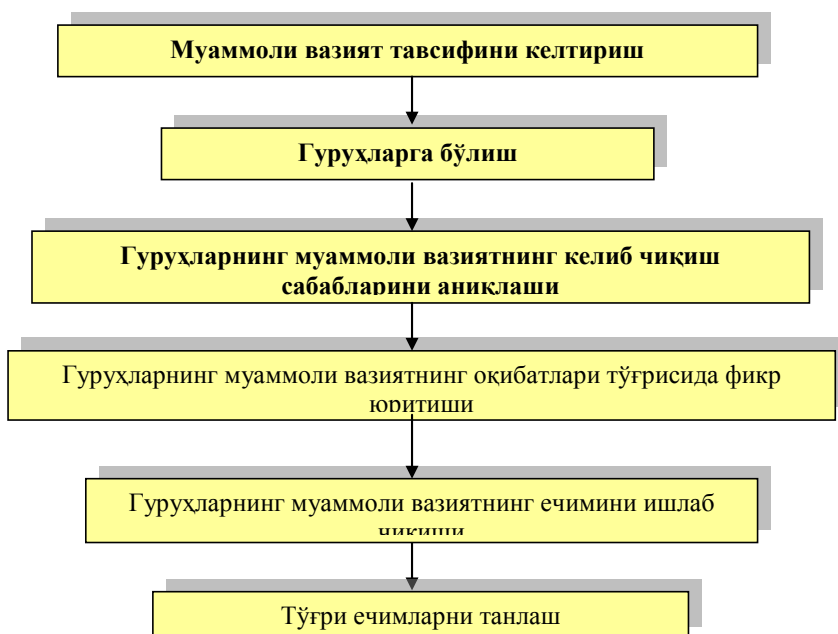 Муаммоли вазият тавсифини келтириш
Гуруҳларга бўлиш
Гуруҳларнинг муаммоли вазиятнинг келиб чиқиш
сабабларини аниқлаши
Гуруҳларнинг муаммоли вазиятнинг оқибатлари тўғрисида фикр
юритиши
Гуруҳларнинг муаммоли вазиятнинг ечимини ишлаб
чиқиши
Тўғри ечимларни танлаш